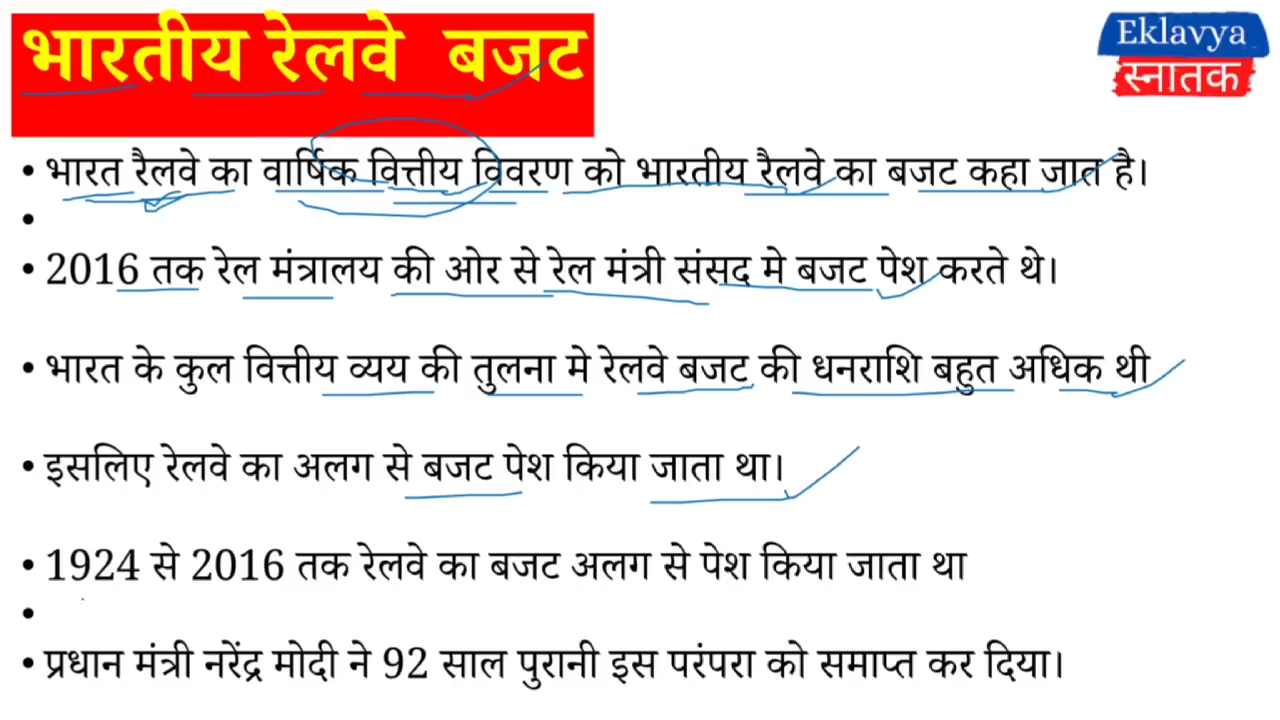 भारतीय रेलवे बजट
Eklavya
स्नातक
• भारत रैलवे का वार्षिक वित्तीय विवरण को भारतीय रैलवे का बजट कहा जात है।
•
• 2016 तक रेल मंत्रालय की ओर से रेल मंत्री संसद मे बजट पेश करते थे।
• भारत के कुल वित्तीय व्यय की तुलना मे रेलवे बजट की धनराशि बहुत अधिक थी
• इसलिए रेलवे का अलग से बजट पेश किया जाता था।
• 1924 से 2016 तक रेलवे का बजट अलग से पेश किया जाता था
•
• प्रधान मंत्री नरेंद्र मोदी ने 92 साल पुरानी इस परंपरा को समाप्त कर दिया।